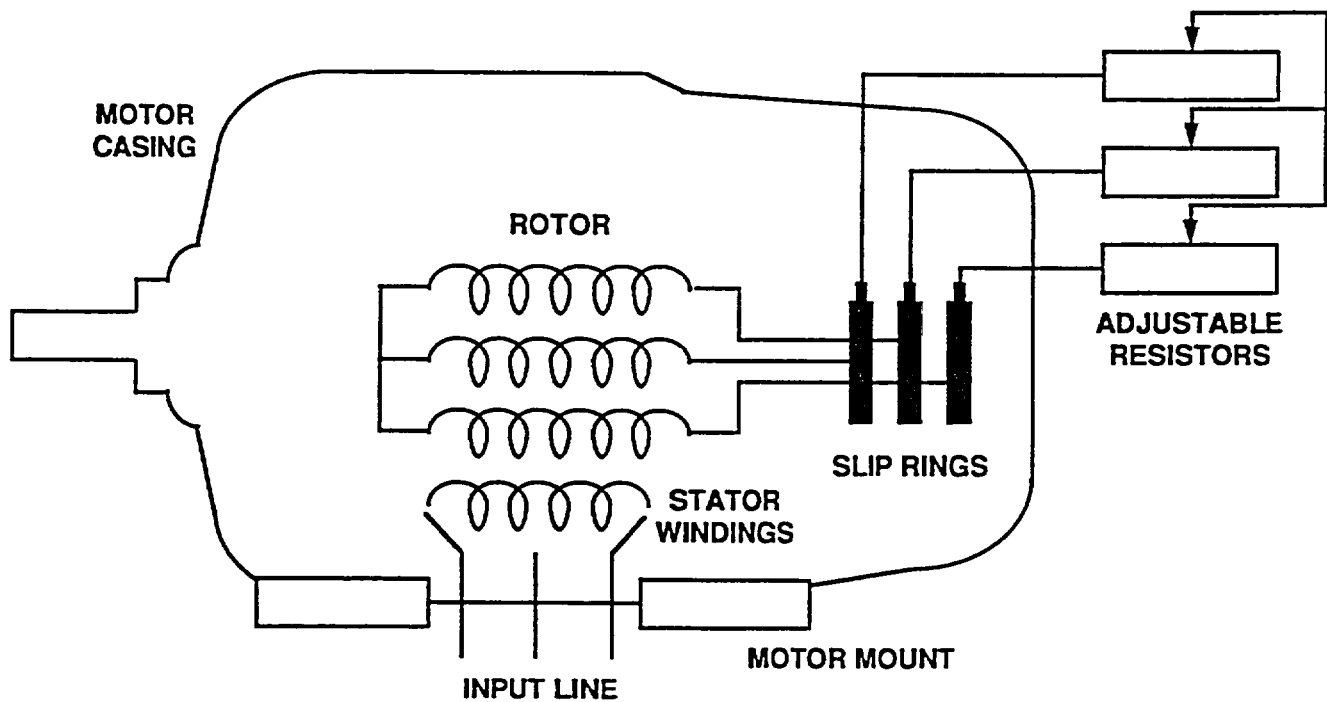 MOTOR
CASING
ROTOR
ADJUSTABLE
RESISTORS
SLIP RINGS
STATOR
WINDINGS
MOTOR MOUNT
INPUT LINE